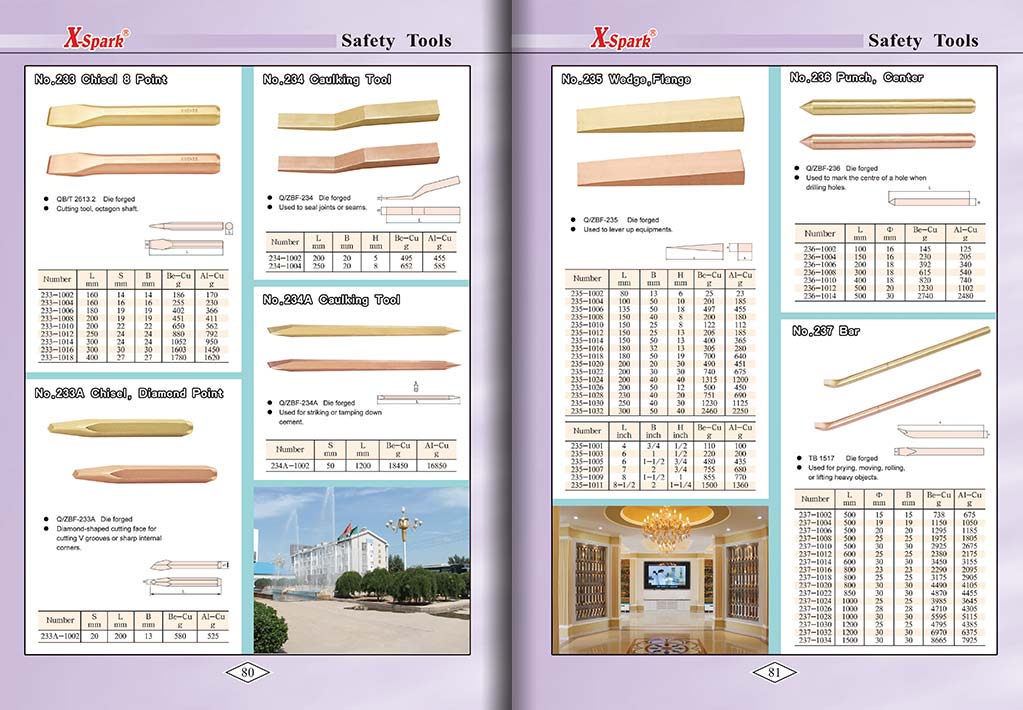 X-Spark®
Safety Tools
No.233 Chisel 8 Point
QB/T 2613.2 Die forged
Cutting tool, octagon shaft.
Number L mm S mm B mm Be-Cu g Al-Cu g
233-1002 160 14 14 186 170
233-1004 160 16 16 255 230
233-1006 180 19 19 402 366
233-1008 200 19 19 451 411
233-1010 200 22 22 650 562
233-1012 250 24 24 880 792
233-1014 300 24 24 1052 950
233-1016 300 30 30 1603 1450
233-1018 400 27 27 1780 1620
No.233A Chisel, Diamond Point
Q/ZBF-233A Die forged
Diamond-shaped cutting face for
cutting V grooves or sharp internal
corners.
Number S mm L mm B mm Be-Cu g Al-Cu g
233A-1002 20 200 13 580 525
No.234 Caulking Tool
Q/ZBF-234 Die forged
Used to seal joints or seams.
Number L mm B mm H mm Be-Cu g Al-Cu g
234-1002 200 20 5 495 455
234-1004 250 20 8 652 585
No.234A Caulking Tool
Q/ZBF-234A Die forged
Used for striking or tamping down
cement.
Number S mm L mm Be-Cu g Al-Cu g
234A-1002 50 1200 18450 16850
80
X-Spark®
Safety Tools
No.235 Wedge,Flange
Q/ZBF-235 Die forged
Used to lever up equipments.
Number L mm B mm H mm Be-Cu g Al-Cu g
235-1002 80 13 6 25 23
235-1004 100 50 10 201 185
235-1006 135 50 18 497 455
235-1008 150 40 8 200 180
235-1010 150 25 8 122 112
235-1012 150 25 13 205 185
235-1014 150 50 13 400 365
235-1016 180 32 13 305 280
235-1018 180 50 19 700 640
235-1020 200 20 30 490 451
235-1022 200 30 30 740 675
235-1024 200 40 40 1315 1200
235-1026 200 50 12 500 450
235-1028 230 40 20 751 690
235-1030 250 40 30 1230 1125
235-1032 300 50 40 2460 2250
Number L inch B inch H inch Be-Cu g Al-Cu g
235-1001 4 3/4 1/2 110 100
235-1003 6 1 1/2 220 200
235-1005 6 1-1/2 3/4 480 435
235-1007 7 2 3/4 755 680
235-1009 8 1-1/2 1 855 770
235-1011 8-1/2 2 1-1/4 1500 1360
No.236 Punch, Center
Q/ZBF-236 Die forged
Used to mark the centre of a hole when
drilling holes.
Number L mm Φ mm Be-Cu g Al-Cu g
236-1002 100 16 145 125
236-1004 150 16 230 205
236-1006 200 18 392 340
236-1008 300 18 615 540
236-1010 400 18 820 740
236-1012 500 20 1230 1102
236-1014 500 30 2740 2480
No.237 Bar
TB 1517 Die forged
Used for prying, moving, rolling,
or lifting heavy objects.
Number L mm Φ mm B mm Be-Cu g Al-Cu g
237-1002 500 15 15 738 675
237-1004 500 19 19 1150 1050
237-1006 500 20 20 1295 1185
237-1008 500 25 25 1975 1805
237-1010 500 30 30 2925 2675
237-1012 600 25 25 2380 2175
237-1014 600 30 30 3450 3155
237-1016 800 23 23 2290 2095
237-1018 800 25 25 3175 2905
237-1020 800 30 30 4490 4105
237-1022 850 30 30 4870 4455
237-1024 1000 25 25 3985 3645
237-1026 1000 28 28 4710 4305
237-1028 1000 30 30 5595 5115
237-1030 1200 25 25 4795 4385
237-1032 1200 30 30 6970 6375
237-1034 1500 30 30 8665 7925
81